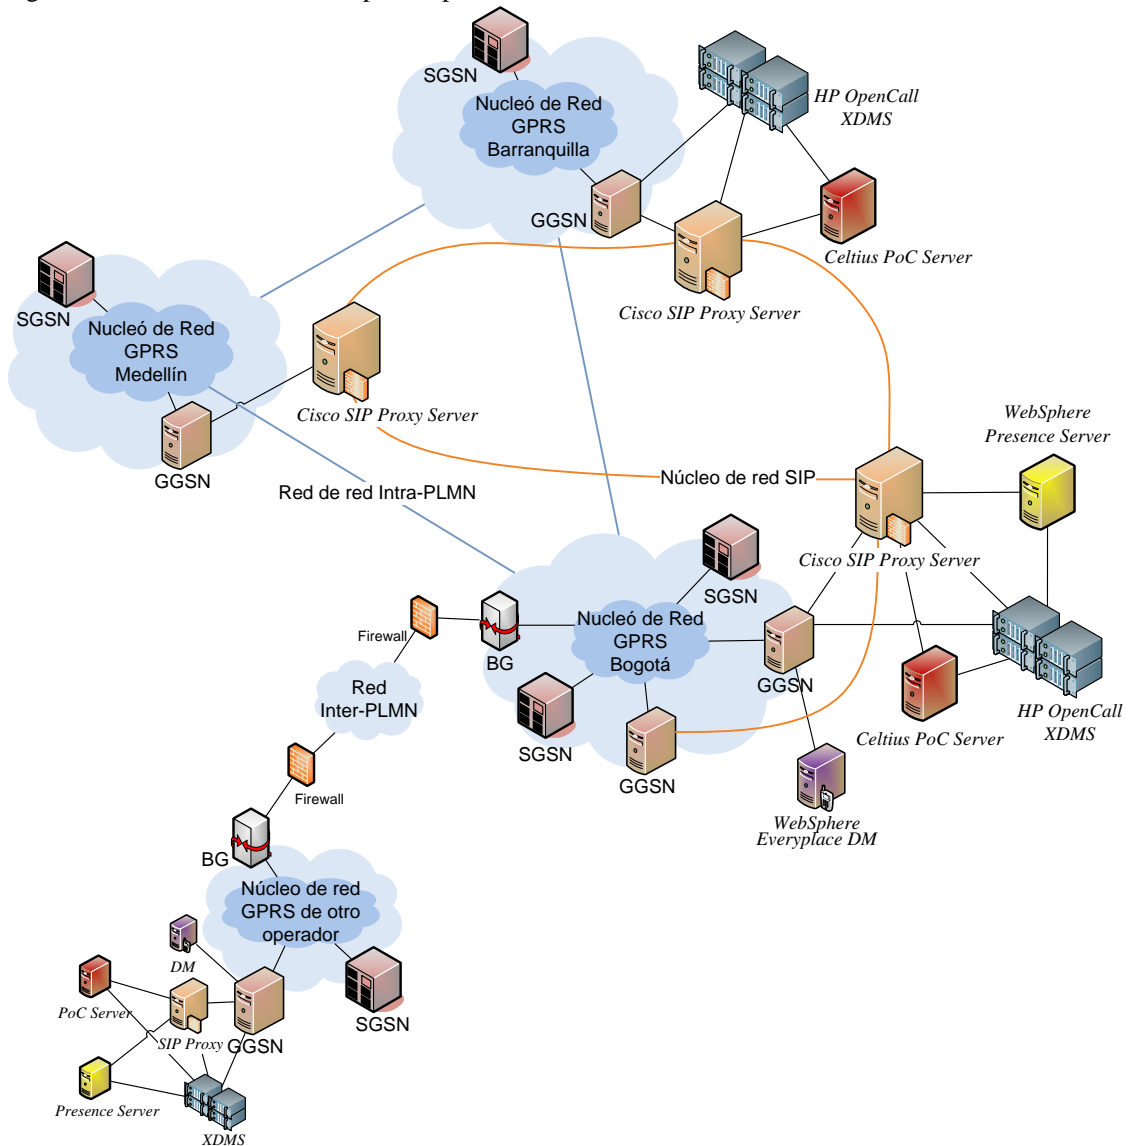 SGSN
Nucleó de Red
GPRS
Barranquilla
HP OpenCall
XDMS
GGSN
Celtius PoC Server
Cisco SIP Proxy Server
SGSN
Nucleó de Red
GPRS
Medellín
Cisco SIP Proxy Server
GGSN
WebSphere
Presence Server
Red de red Intra-PLMN
Núcleo de red SIP
Cisco SIP Proxy Server
SGSN
Nucleó de Red
GPRS
Bogotá
Firewall
BG
GGSN
Red
Inter-PLMN
SGSN
GGSN
Celtius PoC Server
HP OpenCall
XDMS
Firewall
WebSphere
Everyplace DM
BG
Núcleo de red
GPRS de otro
operador
DM
PoC Server
SIP Proxy
GGSN
SGSN
Presence Server
XDMS